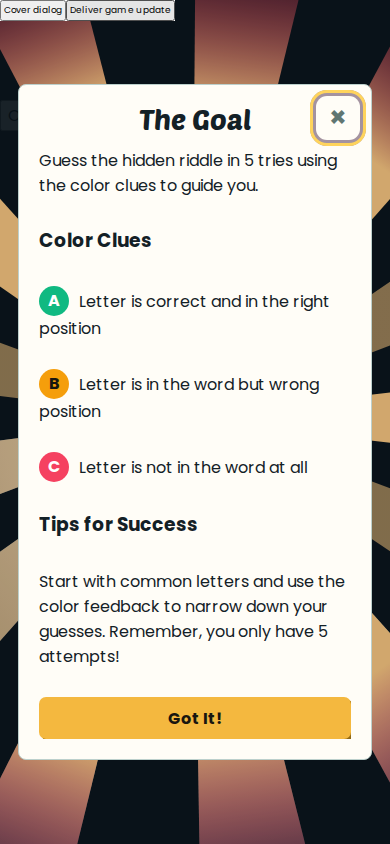 Cover dialog Deliver game update
The Goal
✖
Guess the hidden riddle in 5 tries using
the color clues to guide you.
Color Clues
A Letter is correct and in the right
position
B Letter is in the word but wrong
position
C Letter is not in the word at all
Tips for Success
Start with common letters and use the
color feedback to narrow down your
guesses. Remember, you only have 5
attempts!
Got It!